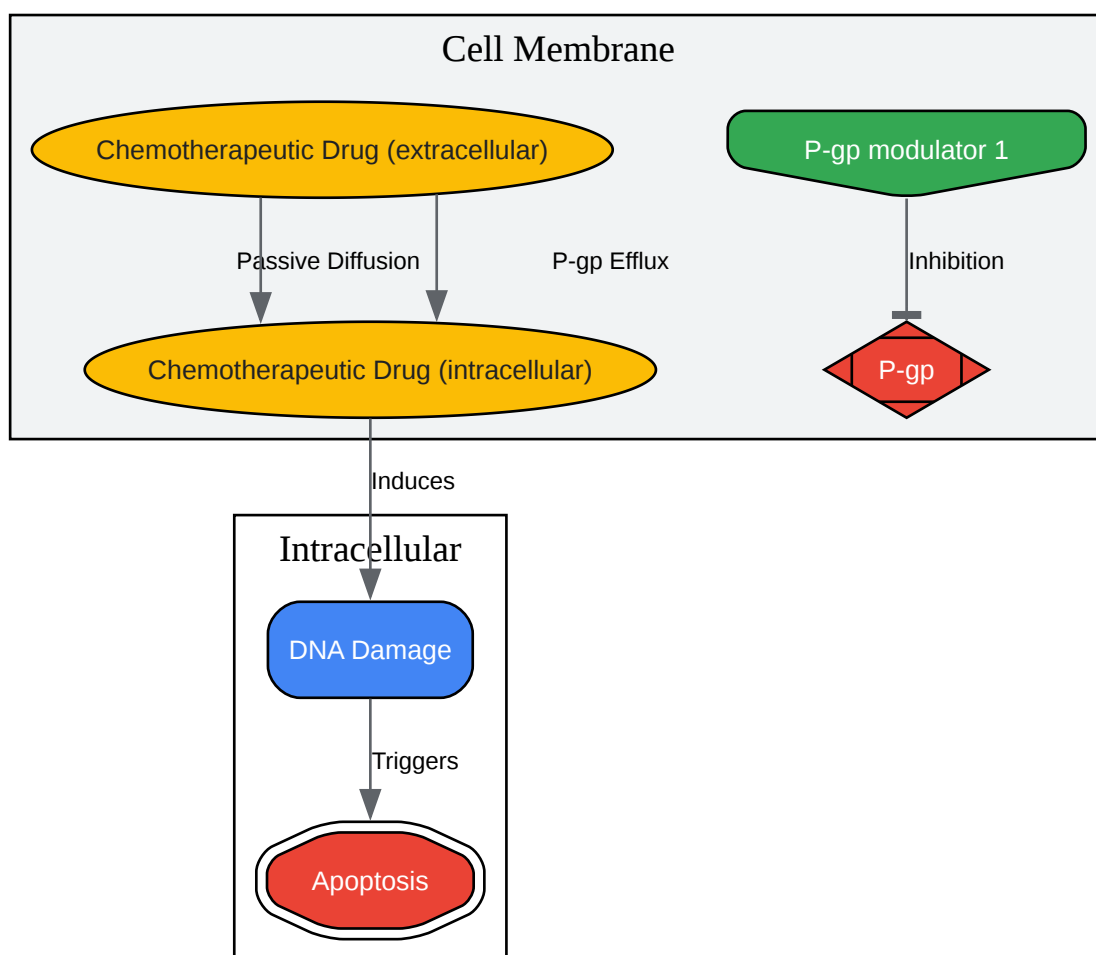 Cell Membrane
Chemotherapeutic Drug (extracellular)
P-gp modulator 1
Passive Diffusion
P-gp Efflux
Inhibition
Chemotherapeutic Drug (intracellular)
P-gp
Induces
Intracellular
DNA Damage
Triggers
Apoptosis